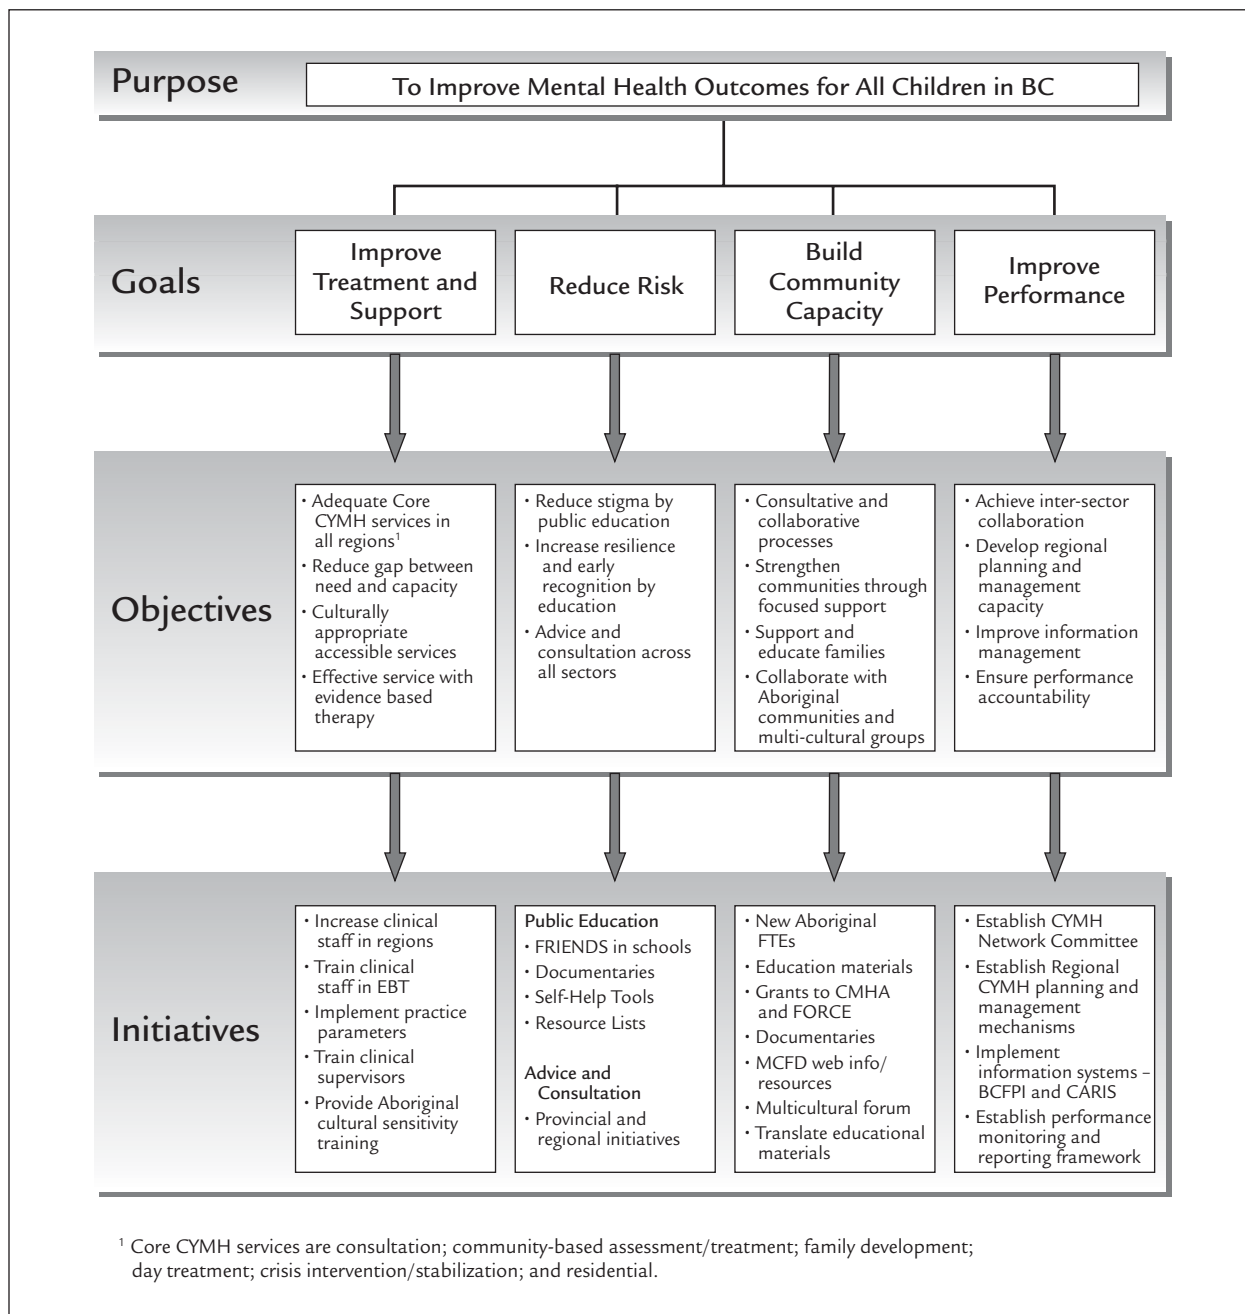 Purpose
To Improve Mental Health Outcomes for All Children in BC
Goals
Improve
Treatment and
Support
Reduce Risk
Build
Community
Capacity
Improve
Performance
Objectives
· Adequate Core
CYMH services in
all regions¹
· Reduce gap between
need and capacity
· Culturally
appropriate
accessible services
· Effective service with
evidence based
therapy
· Reduce stigma by
public education
· Increase resilience
and early
recognition by
education
· Advice and
consultation across
all sectors
· Consultative and
collaborative
processes
· Strengthen
communities through
focused support
· Support and
educate families
· Collaborate with
Aboriginal
communities and
multi-cultural groups
· Achieve inter-sector
collaboration
· Develop regional
planning and
management
capacity
· Improve information
management
· Ensure performance
accountability
Initiatives
· Increase clinical
staff in regions
· Train clinical
staff in EBT
· Implement practice
parameters
· Train clinical
supervisors
· Provide Aboriginal
cultural sensitivity
training
Public Education
· FRIENDS in schools
· Documentaries
· Self-Help Tools
· Resource Lists
Advice and
Consultation
· Provincial and
regional initiatives
· New Aboriginal
FTEs
· Education materials
· Grants to CMHA
and FORCE
· Documentaries
· MCFD web info/
resources
· Multicultural forum
· Translate educational
materials
· Establish CYMH
Network Committee
· Establish Regional
CYMH planning and
management
mechanisms
· Implement
information systems –
BCFPI and CARIS
· Establish performance
monitoring and
reporting framework
¹ Core CYMH services are consultation; community-based assessment/treatment; family development;
day treatment; crisis intervention/stabilization; and residential.